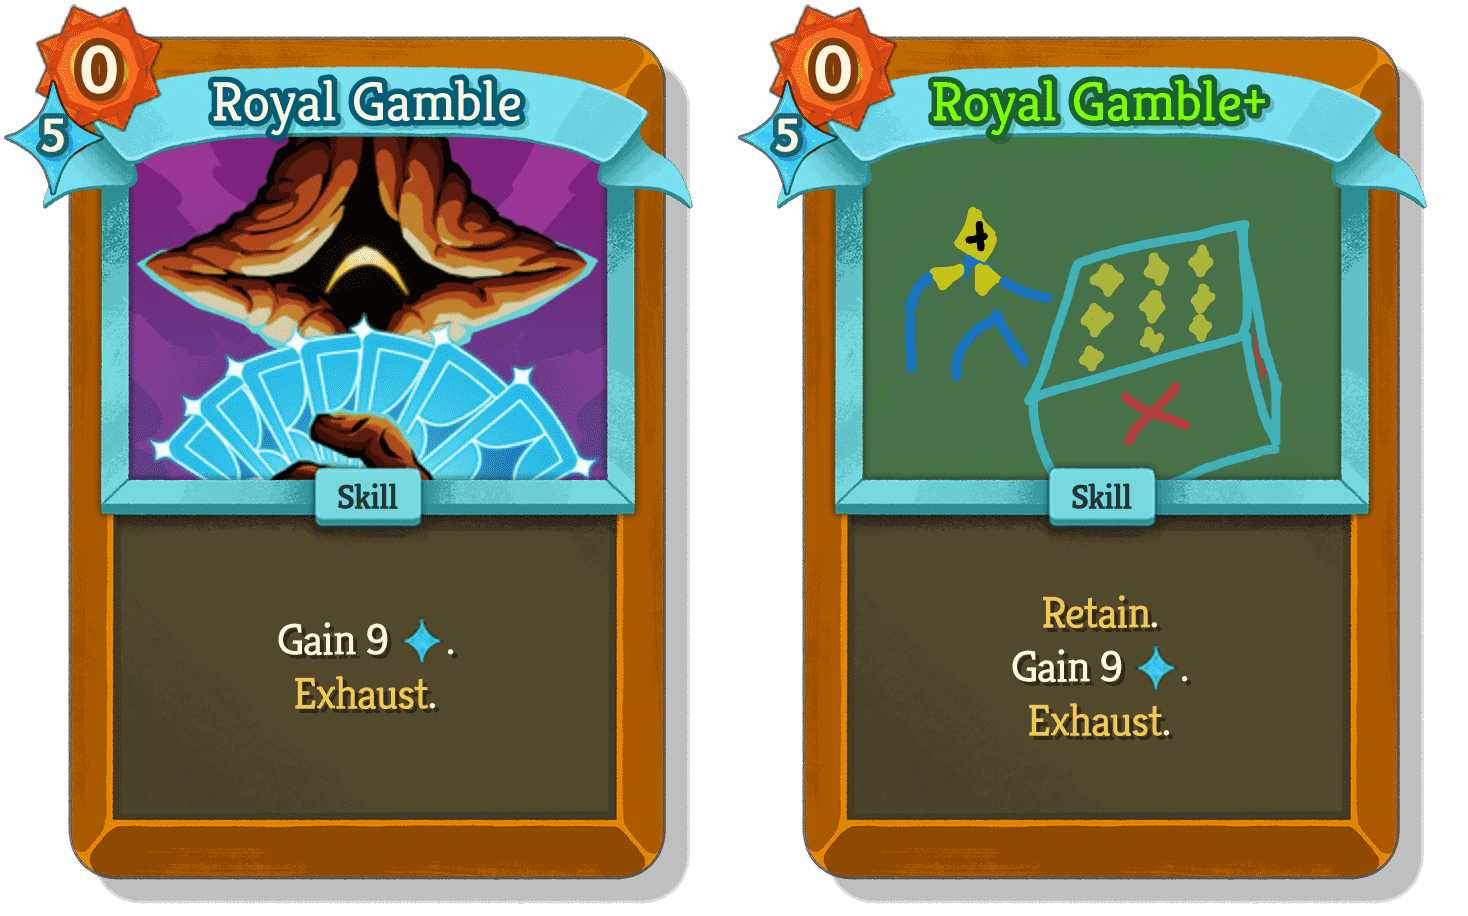 0
5
Royal Gamble
Skill
Gain 9 .
Exhaust.
0
5
Royal Gamble+
Skill
Retain.
Gain 9 .
Exhaust.